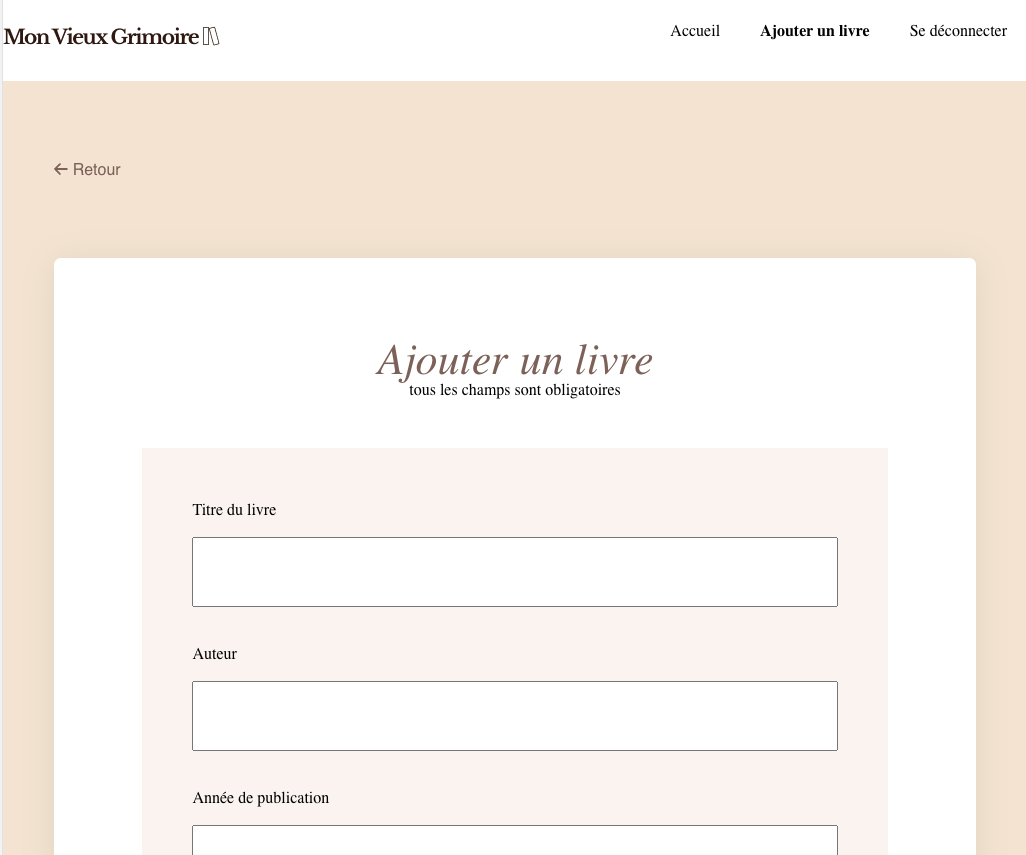 Mon Vieux Grimoire
Accueil
Ajouter un livre
Se déconnecter
Retour
Ajouter un livre
tous les champs sont obligatoires
Titre du livre
Auteur
Année de publication